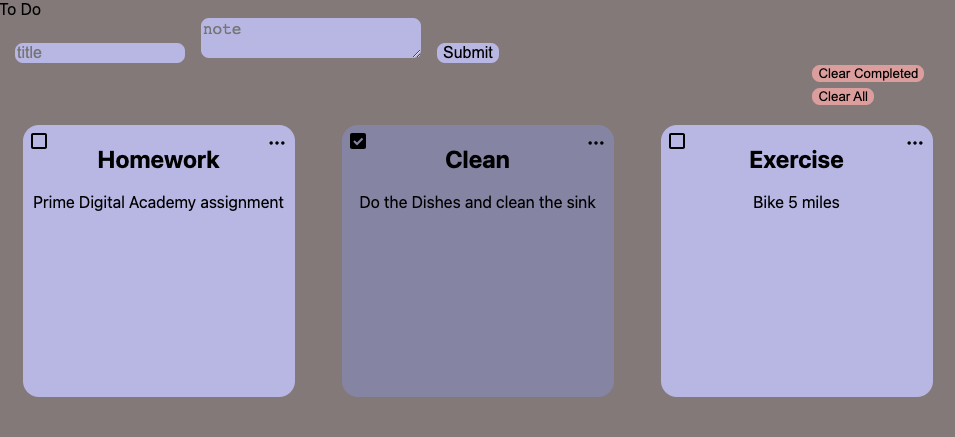 To Do
title
note
Submit
Clear Completed
Clear All
Homework
Prime Digital Academy assignment
Clean
Do the Dishes and clean the sink
Exercise
Bike 5 miles